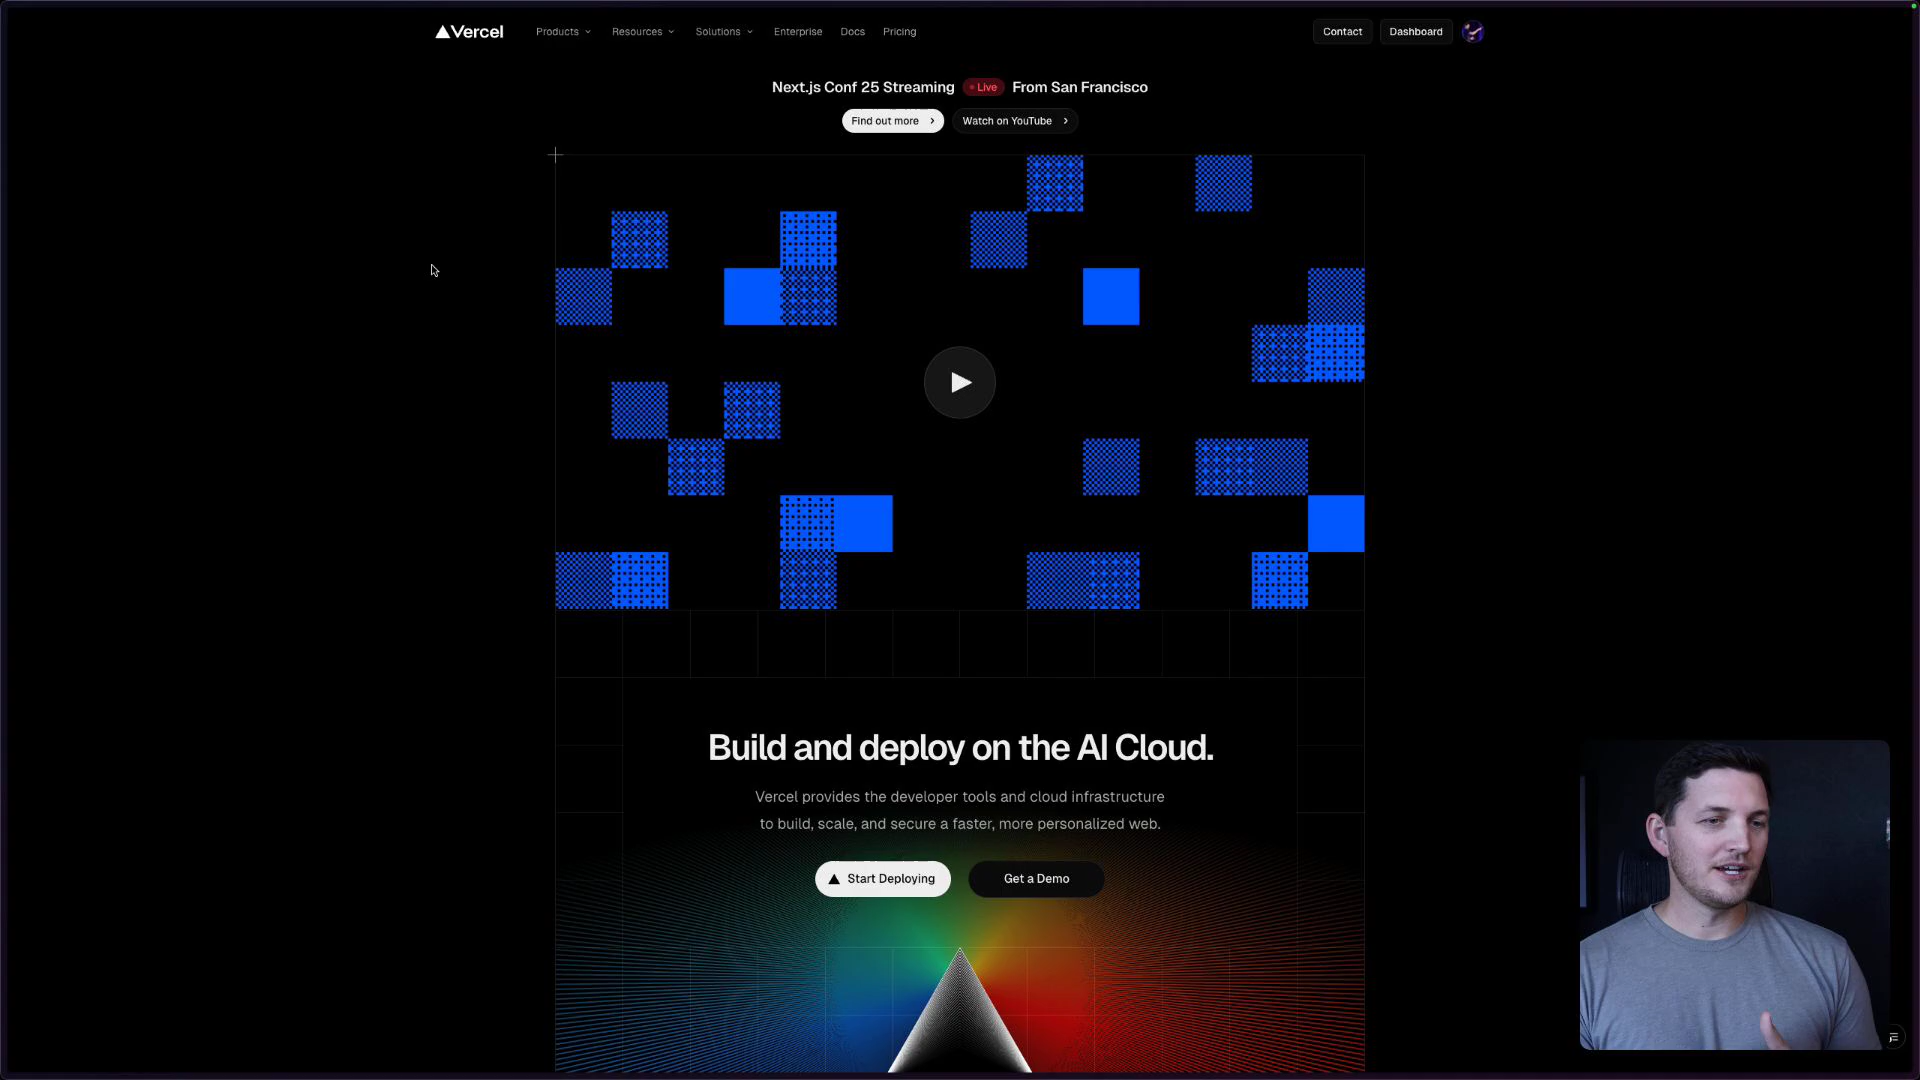 Vercel
Products
Resources
Solutions
Enterprise
Docs
Pricing
Contact
Dashboard
Next.js Conf 25 Streaming Live From San Francisco
Find out more
Watch on YouTube
Build and deploy on the AI Cloud.
Vercel provides the developer tools and cloud infrastructure
to build, scale, and secure a faster, more personalized web.
Start Deploying
Get a Demo